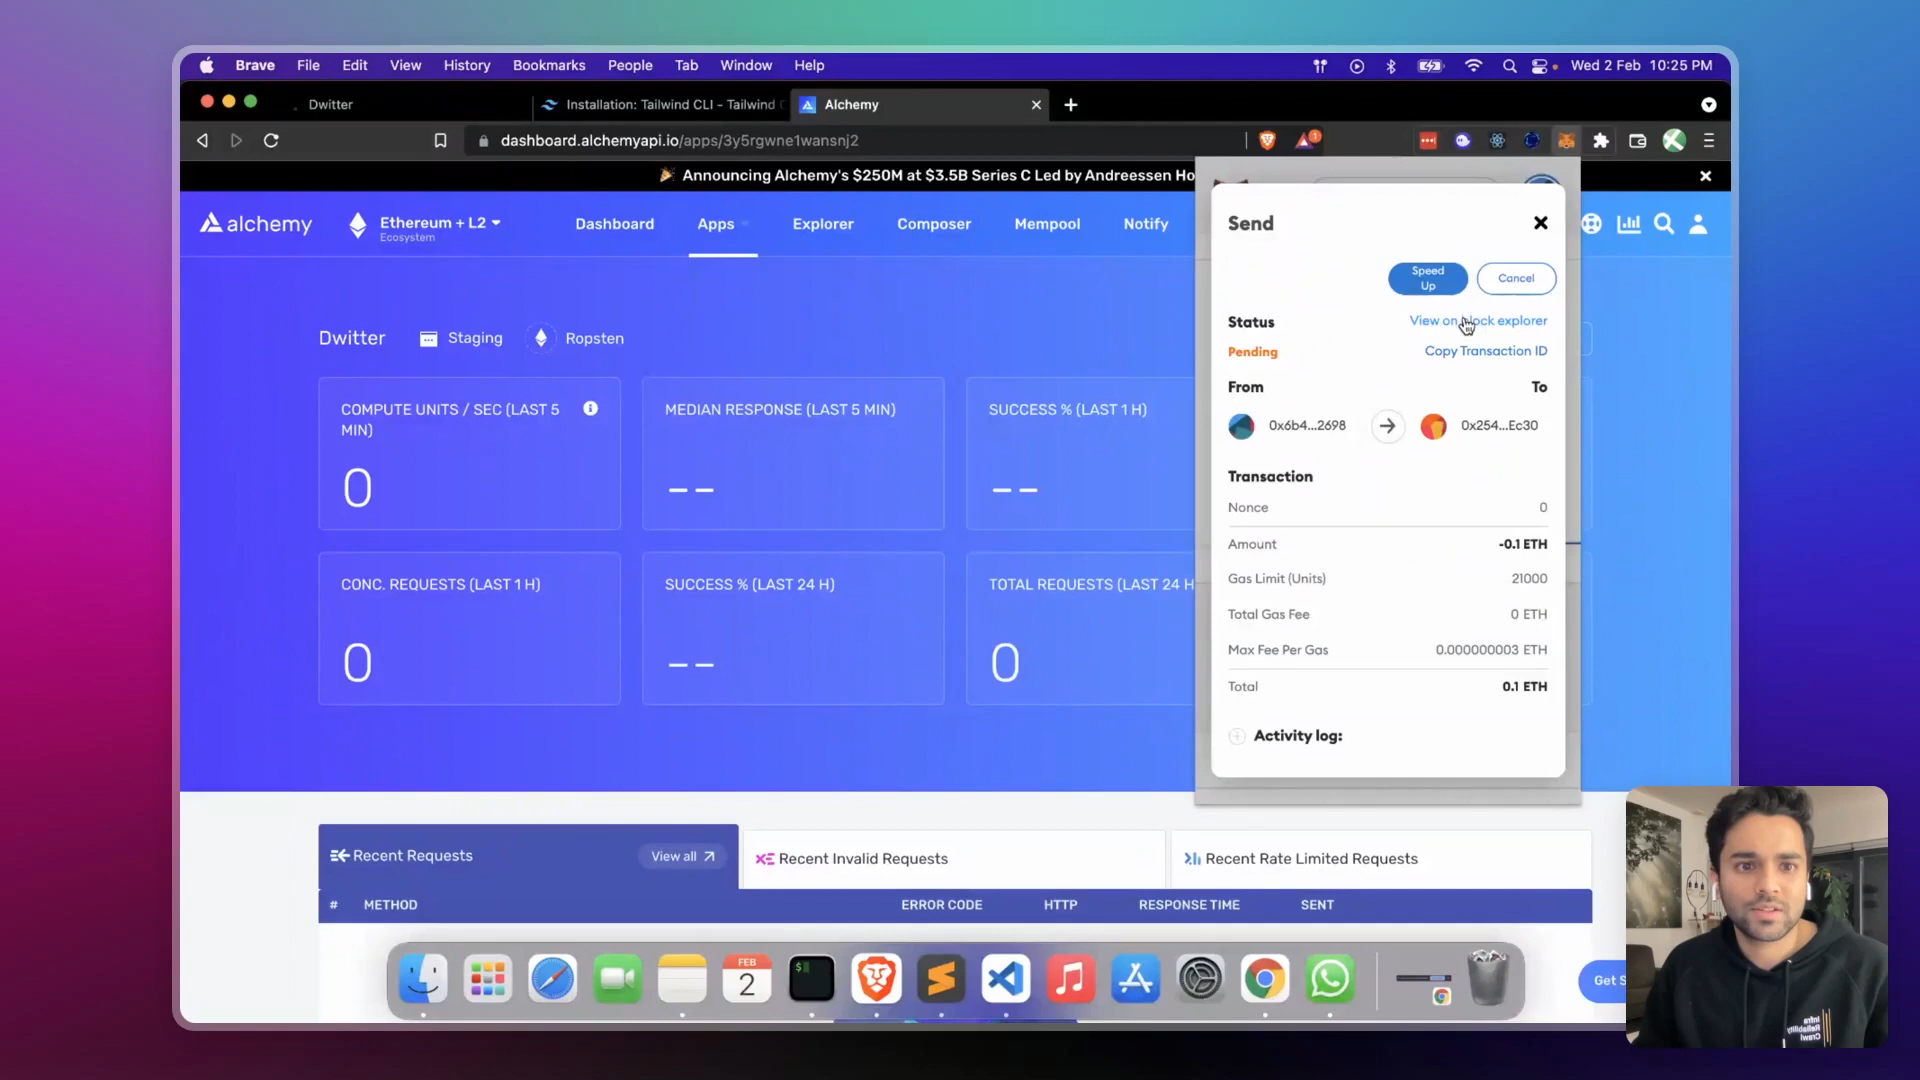 Brave File Edit View History Bookmarks People Tab Window Help Wed 2 Feb 10:25 PM
Dwitter Installation: Tailwind CLI - Tailwind Alchemy
dashboard.alchemyapi.io/apps/3y5rgwne1wansnj2
Announcing Alchemy's $250M at $3.5B Series C Led by Andreessen Ho
alchemy Ethereum + L2 Dashboard Apps Explorer Composer Mempool Notify
Ecosystem
Dwitter Staging Ropsten
COMPUTE UNITS / SEC (LAST 5
MIN)
0
MEDIAN RESPONSE (LAST 5 MIN)
--
SUCCESS % (LAST 1 H)
--
CONC. REQUESTS (LAST 1 H)
0
SUCCESS % (LAST 24 H)
--
TOTAL REQUESTS (LAST 24 H
0
Send
Speed
Up
Cancel
Status View on block explorer
Pending Copy Transaction ID
From To
0x6b4...2698 0x254...Ec30
Transaction
Nonce 0
Amount -0.1 ETH
Gas Limit (Units) 21000
Total Gas Fee 0 ETH
Max Fee Per Gas 0.000000003 ETH
Total 0.1 ETH
Activity log:
Recent Requests View all Recent Invalid Requests Recent Rate Limited Requests
# METHOD ERROR CODE HTTP RESPONSE TIME SENT
FEB
2
Get S
Infra
Reliability
Crew